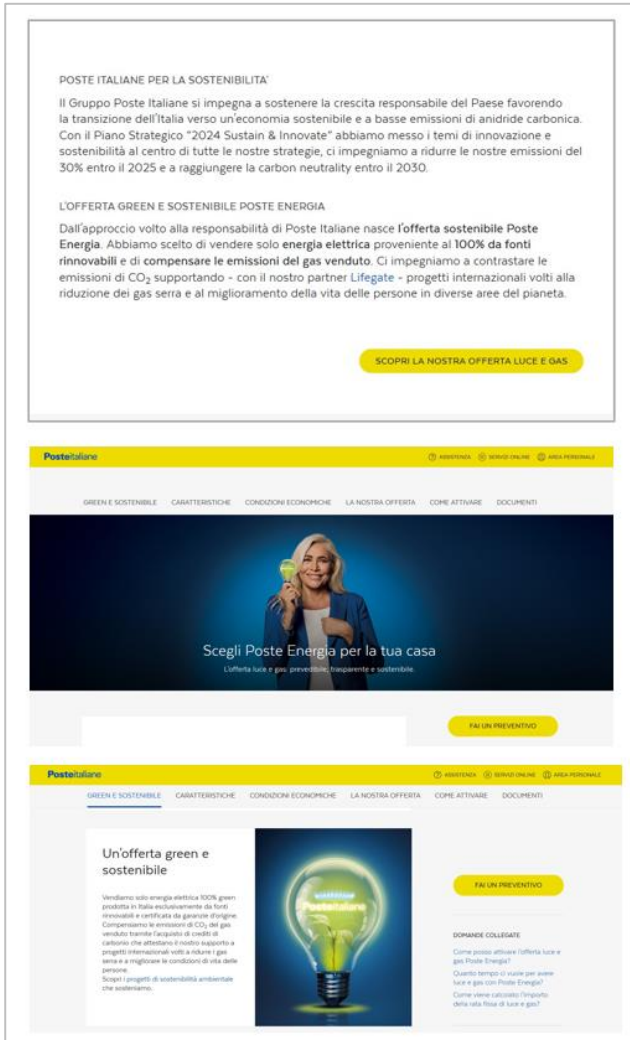 POSTE ITALIANE PER LA SOSTENIBILITA'
Il Gruppo Poste Italiane si impegna a sostenere la crescita responsabile del Paese favorendo
la transizione dell'Italia verso un'economia sostenibile e a basse emissioni di anidride carbonica.
Con il Piano Strategico "2024 Sustain & Innovate" abbiamo messo i temi di innovazione e
sostenibilità al centro di tutte le nostre strategie, ci impegniamo a ridurre le nostre emissioni del
30% entro il 2025 e a raggiungere la carbon neutrality entro il 2030.
L'OFFERTA GREEN E SOSTENIBILE POSTE ENERGIA
Dall'approccio volto alla responsabilità di Poste Italiane nasce l'offerta sostenibile Poste
Energia. Abbiamo scelto di vendere solo energia elettrica proveniente al 100% da fonti
rinnovabili e di compensare le emissioni del gas venduto. Ci impegniamo a contrastare le
emissioni di CO₂ supportando - con il nostro partner Lifegate - progetti internazionali volti alla
riduzione dei gas serra e al miglioramento della vita delle persone in diverse aree del pianeta.
SCOPRI LA NOSTRA OFFERTA LUCE E GAS
Posteitaliane ASSISTENZA SERVIZI ONLINE AREA PERSONALE
GREEN E SOSTENIBILE CARATTERISTICHE CONDIZIONI ECONOMICHE LA NOSTRA OFFERTA COME ATTIVARE DOCUMENTI
Scegli Poste Energia per la tua casa
L'offerta luce e gas: prevedibile, trasparente e sostenibile.
FAI UN PREVENTIVO
Posteitaliane ASSISTENZA SERVIZI ONLINE AREA PERSONALE
GREEN E SOSTENIBILE CARATTERISTICHE CONDIZIONI ECONOMICHE LA NOSTRA OFFERTA COME ATTIVARE DOCUMENTI
Un'offerta green e
sostenibile
Vendiamo solo energia elettrica 100% green
prodotta in Italia esclusivamente da fonti
rinnovabili e certificata da garanzie d'origine.
Compensiamo le emissioni di CO₂ del gas
venduto tramite l'acquisto di crediti di
carbonio che attestano il nostro supporto a
progetti internazionali volti a ridurre i gas
serra e a migliorare le condizioni di vita delle
persone.
Scopri i progetti di sostenibilità ambientale
che sosteniamo.
Posteitaliane
FAI UN PREVENTIVO
DOMANDE COLLEGATE
Come posso attivare l'offerta luce e
gas Poste Energia?
Quanto tempo ci vuole per avere
luce e gas con Poste Energia?
Come viene calcolato l'importo
della rata fissa di luce e gas?